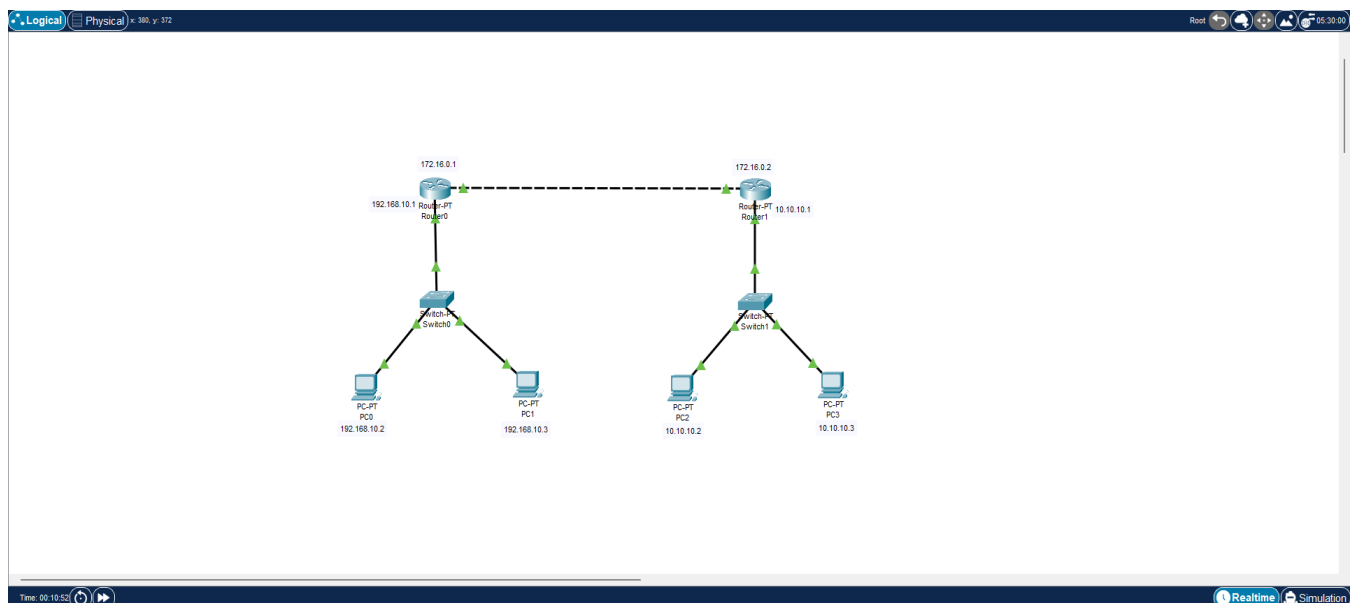 Logical Physical x: 380, y: 372 Root 05:30:00
172.16.0.1
172.16.0.2
192.168.10.1
Router-PT
Router0
Router-PT
Router1
10.10.10.1
Switch-PT
Switch0
Switch-PT
Switch1
PC-PT
PC0
192.168.10.2
PC-PT
PC1
192.168.10.3
PC-PT
PC2
10.10.10.2
PC-PT
PC3
10.10.10.3
Time: 00:10:52 Realtime Simulation